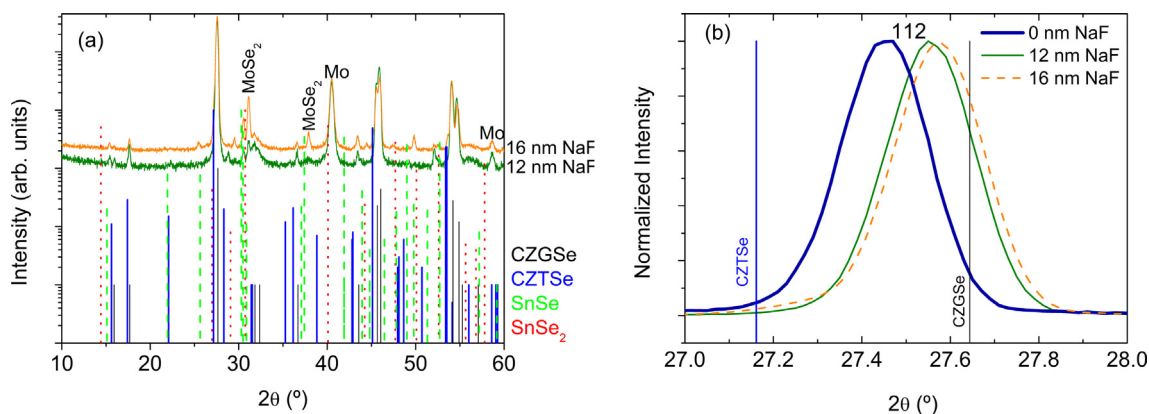 (a)
MoSe2
MoSe2
Mo
Mo
16 nm NaF
12 nm NaF
CZGSe
CZTSe
SnSe
SnSe2
Intensity (arb. units)
10 20 30 40 50 60
2θ (º)
(b)
112
0 nm NaF
12 nm NaF
16 nm NaF
CZTSe
CZGSe
Normalized Intensity
27.0 27.2 27.4 27.6 27.8 28.0
2θ (º)